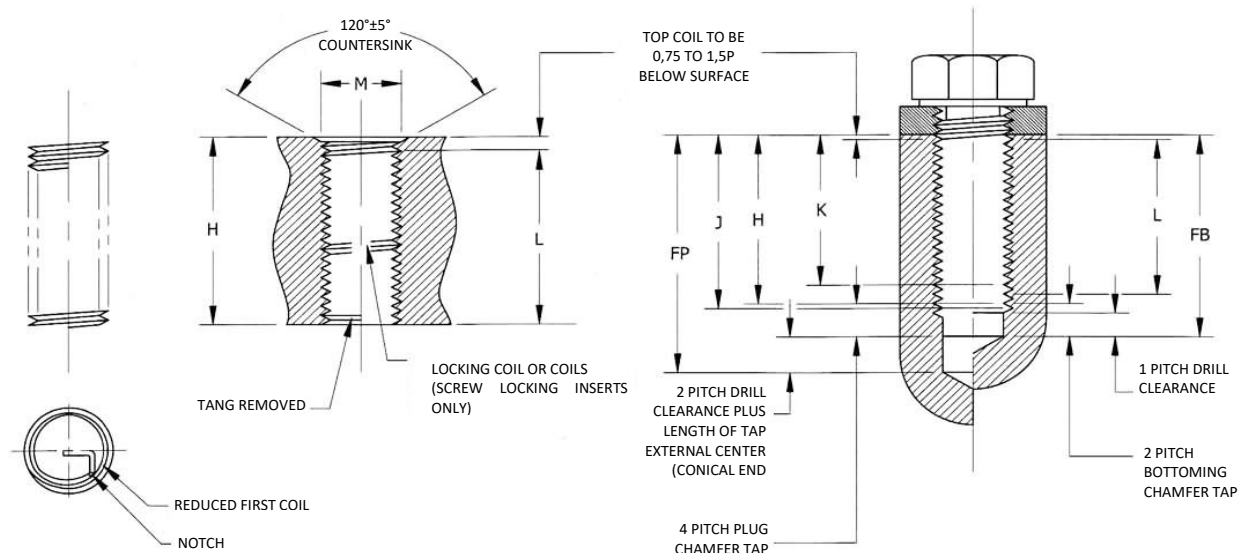 120°±5°
COUNTERSINK
M
TOP COIL TO BE
0,75 TO 1,5P
BELOW SURFACE
H
L
FP
J
H
K
L
FB
LOCKING COIL OR COILS
(SCREW LOCKING INSERTS
ONLY)
TANG REMOVED
2 PITCH DRILL
CLEARANCE PLUS
LENGTH OF TAP
EXTERNAL CENTER
(CONICAL END
1 PITCH DRILL
CLEARANCE
2 PITCH
BOTTOMING
CHAMFER TAP
REDUCED FIRST COIL
NOTCH
4 PITCH PLUG
CHAMFER TAP